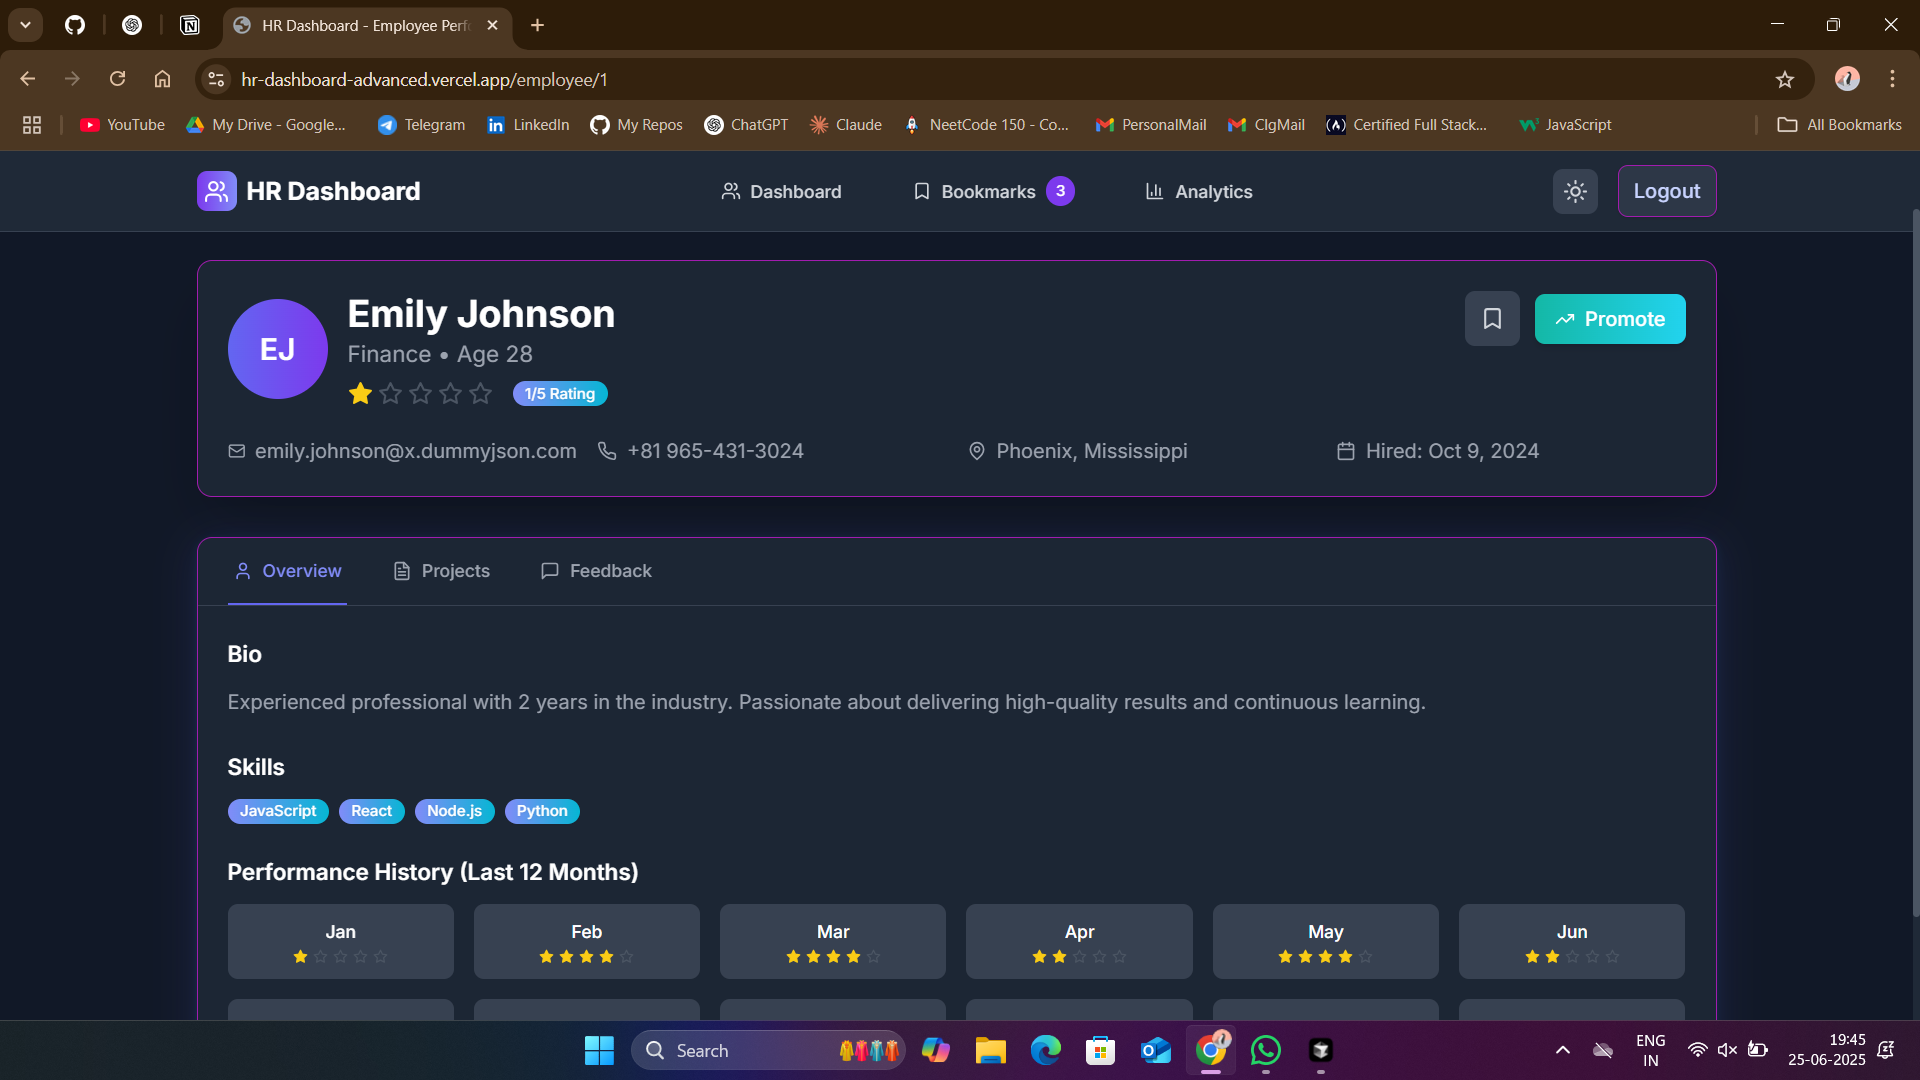 HR Dashboard - Employee Perf
hr-dashboard-advanced.vercel.app/employee/1
YouTube
My Drive - Google...
Telegram
LinkedIn
My Repos
ChatGPT
Claude
NeetCode 150 - Co...
PersonalMail
ClgMail
Certified Full Stack...
JavaScript
All Bookmarks
HR Dashboard
Dashboard
Bookmarks 3
Analytics
Logout
Emily Johnson
Promote
EJ
Finance • Age 28
1/5 Rating
emily.johnson@x.dummyjson.com
+81 965-431-3024
Phoenix, Mississippi
Hired: Oct 9, 2024
Overview
Projects
Feedback
Bio
Experienced professional with 2 years in the industry. Passionate about delivering high-quality results and continuous learning.
Skills
JavaScript
React
Node.js
Python
Performance History (Last 12 Months)
Jan
Feb
Mar
Apr
May
Jun
Search
ENG
IN
19:45
25-06-2025